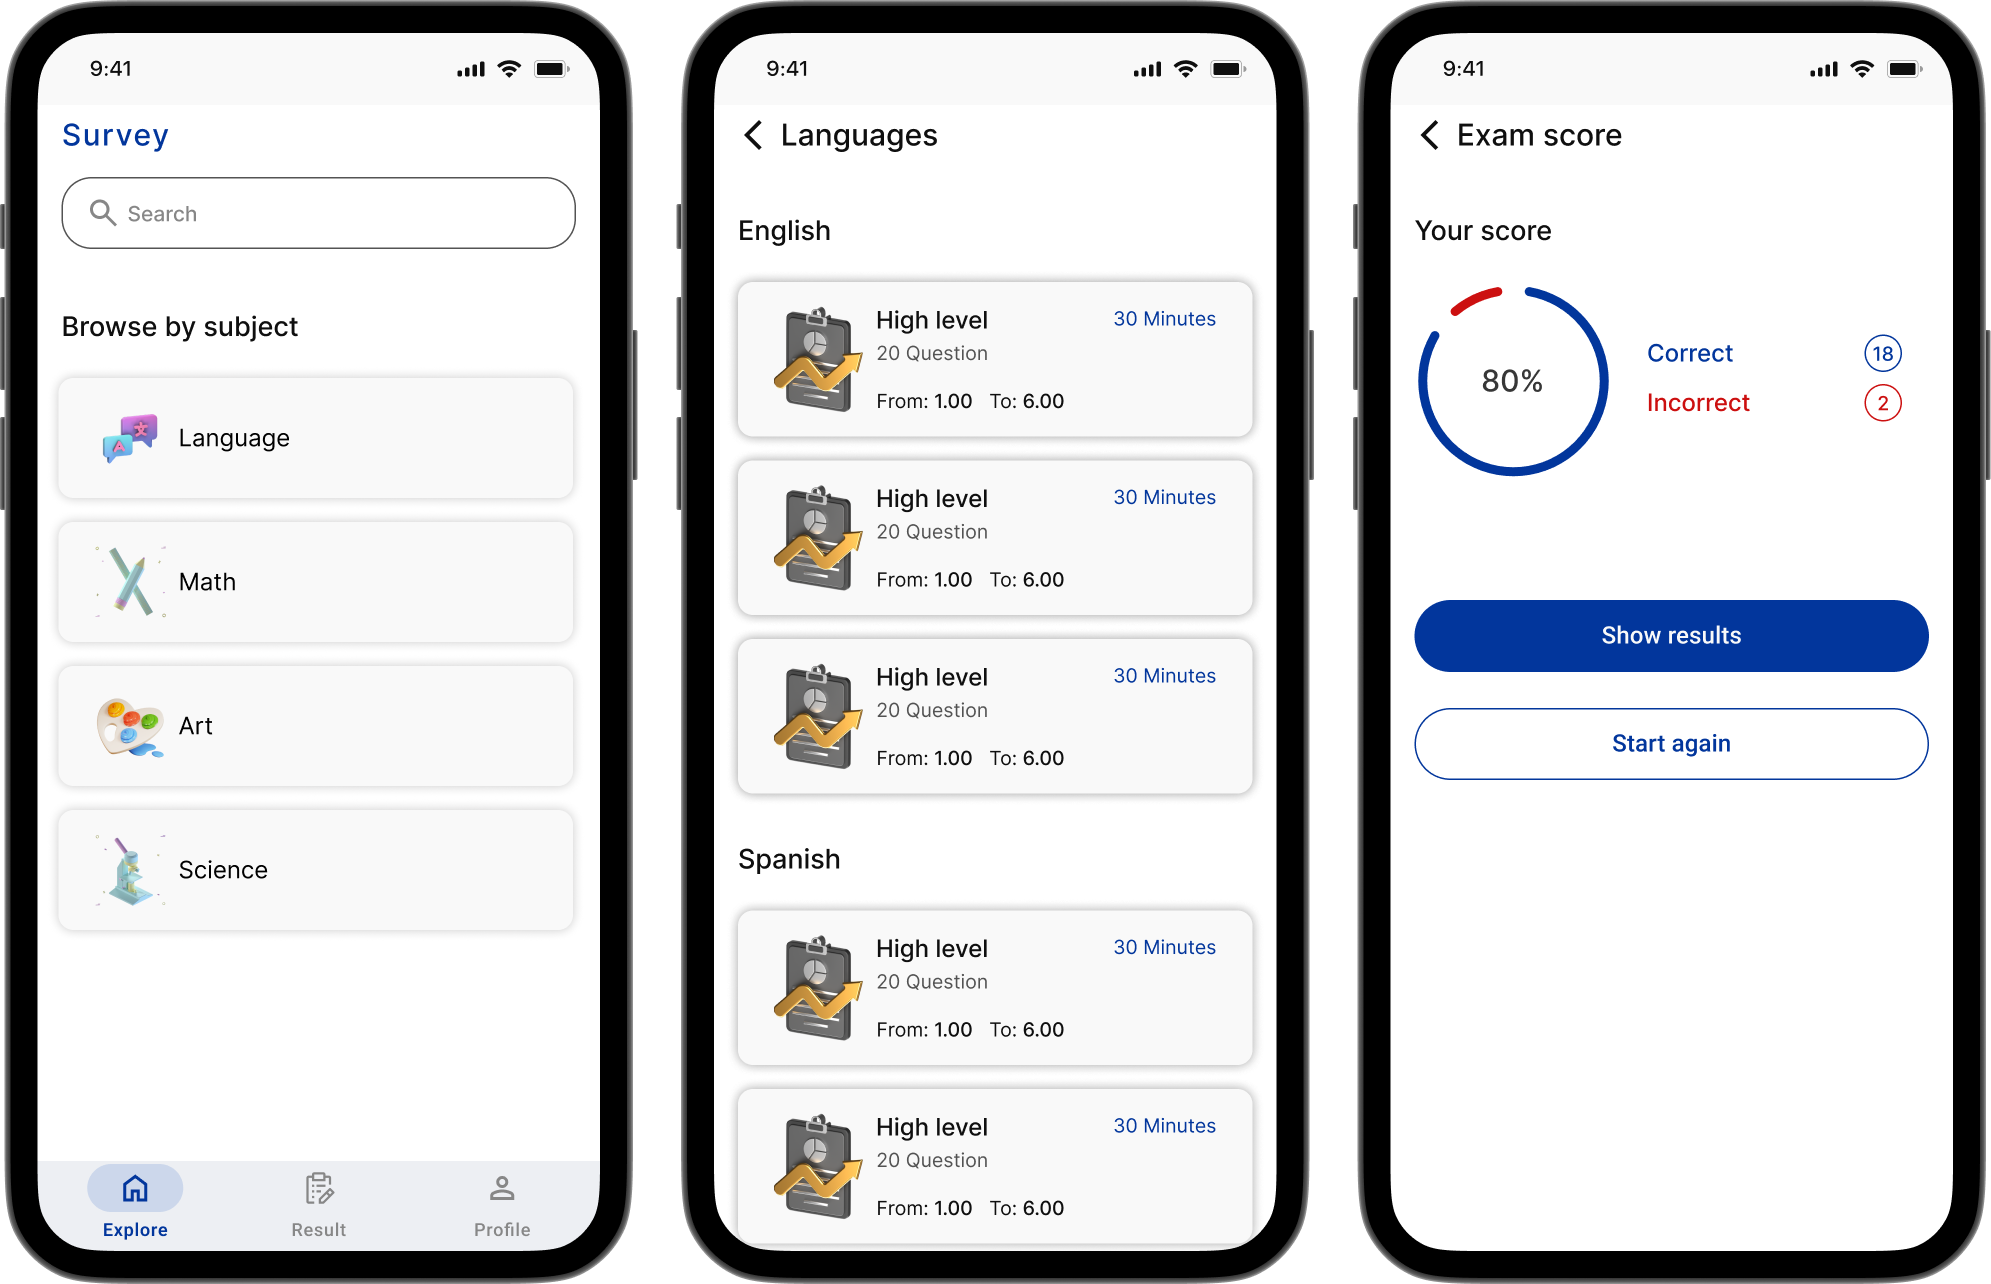 9:41
Survey
Search
Browse by subject
Language
Math
Art
Science
Explore Result Profile
9:41
Languages
English
High level 30 Minutes
20 Question
From: 1.00 To: 6.00
High level 30 Minutes
20 Question
From: 1.00 To: 6.00
High level 30 Minutes
20 Question
From: 1.00 To: 6.00
Spanish
High level 30 Minutes
20 Question
From: 1.00 To: 6.00
High level 30 Minutes
20 Question
From: 1.00 To: 6.00
9:41
Exam score
Your score
80%
Correct 18
Incorrect 2
Show results
Start again